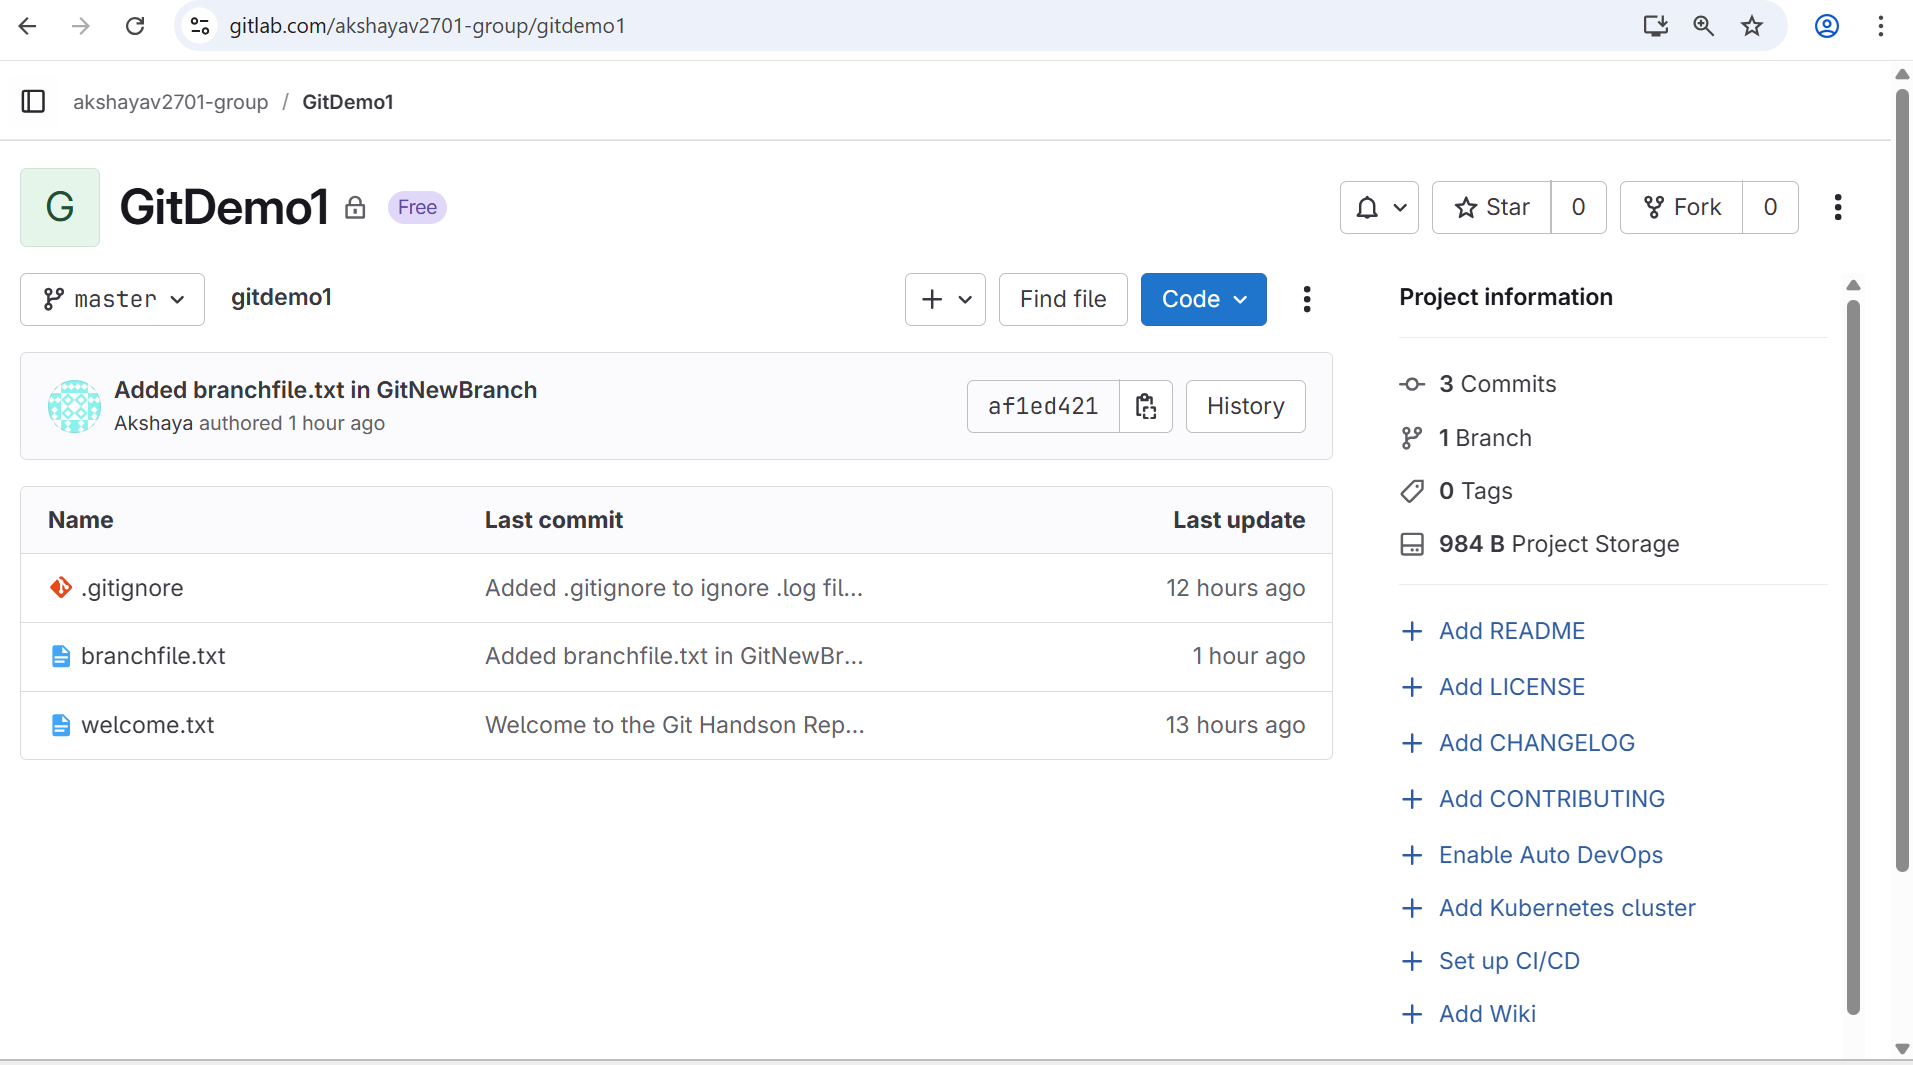 gitlab.com/akshayav2701-group/gitdemo1
akshayav2701-group / GitDemo1
G GitDemo1 Free
Star 0 Fork 0
master gitdemo1 Find file Code
Added branchfile.txt in GitNewBranch
Akshaya authored 1 hour ago
af1ed421 History
Name Last commit Last update
.gitignore Added .gitignore to ignore .log fil... 12 hours ago
branchfile.txt Added branchfile.txt in GitNewBr... 1 hour ago
welcome.txt Welcome to the Git Handson Rep... 13 hours ago
Project information
3 Commits
1 Branch
0 Tags
984 B Project Storage
Add README
Add LICENSE
Add CHANGELOG
Add CONTRIBUTING
Enable Auto DevOps
Add Kubernetes cluster
Set up CI/CD
Add Wiki